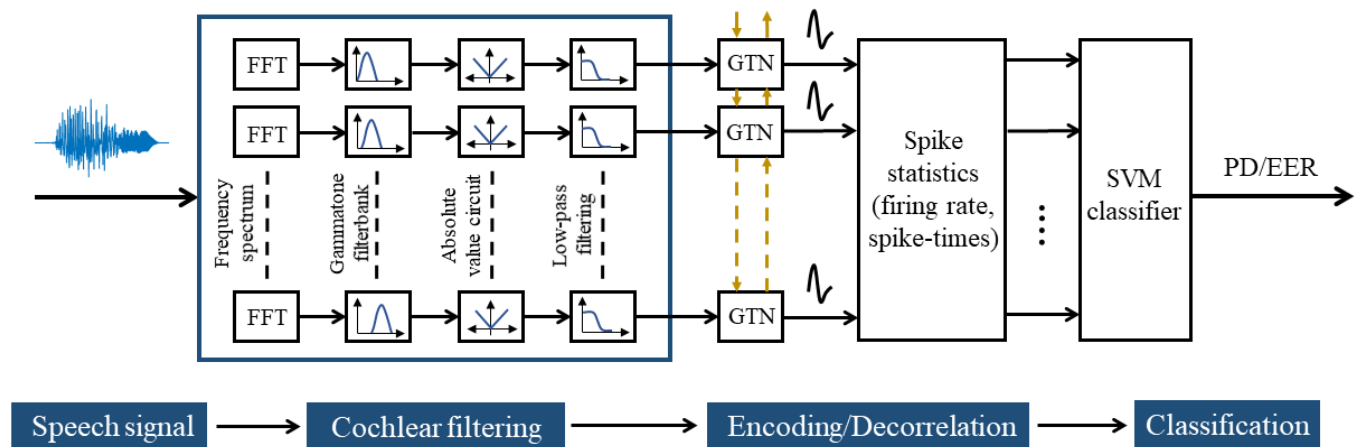 FFT
GTN
FFT
GTN
Frequency
spectrum
Gammatone
filterbank
Absolute
value circuit
Low-pass
filtering
FFT
GTN
Spike
statistics
(firing rate,
spike-times)
SVM
classifier
PD/EER
Speech signal
Cochlear filtering
Encoding/Decorrelation
Classification